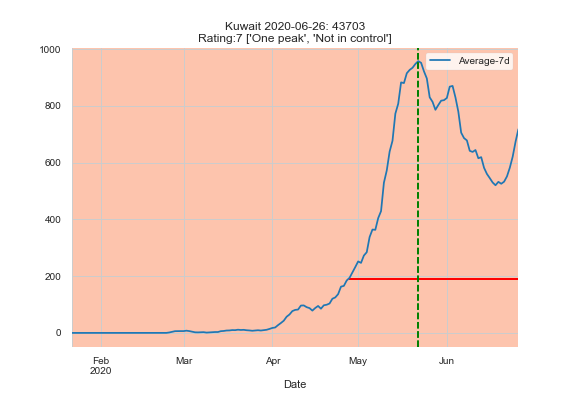 Kuwait 2020-06-26: 43703
Rating:7 ['One peak', 'Not in control']
Average-7d
1000
800
600
400
200
0
Feb
2020
Mar
Apr
May
Jun
Date